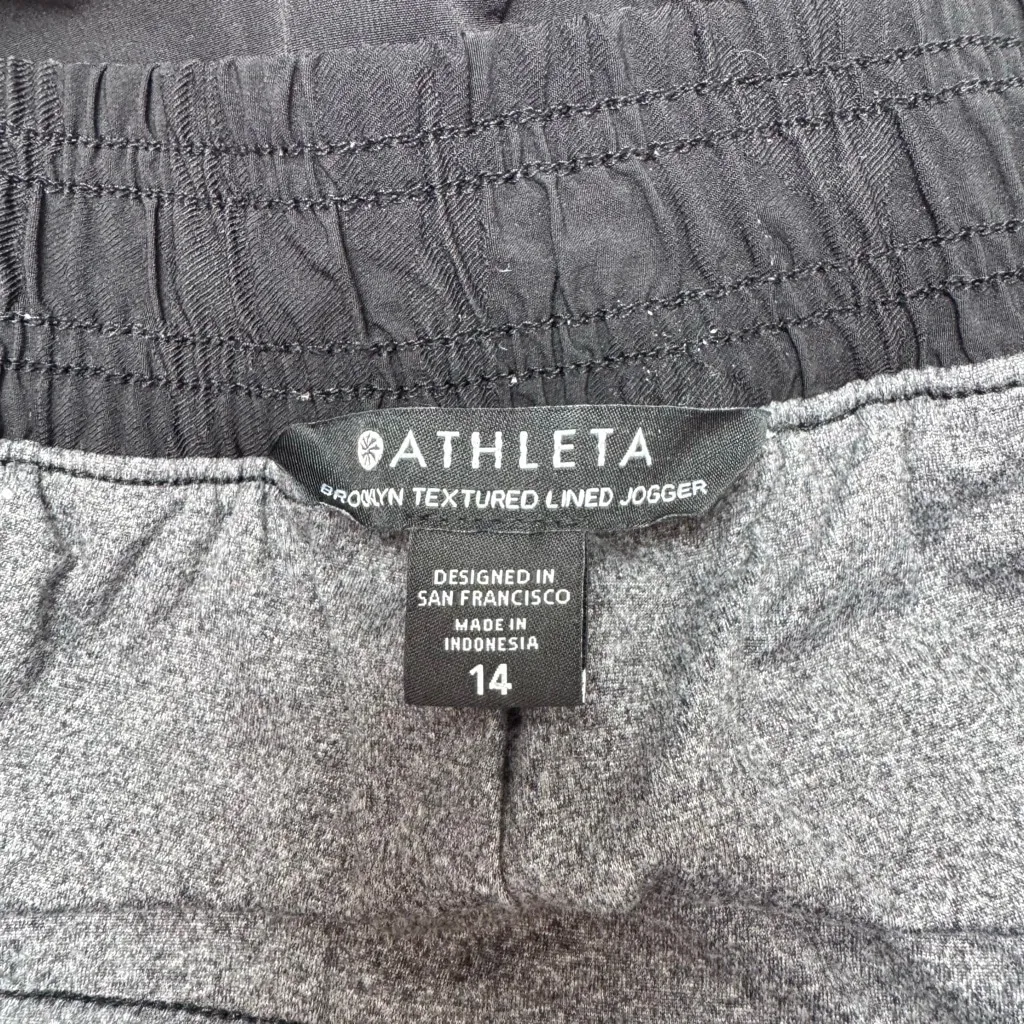 ATHLETA
BROOKLYN TEXTURED LINED JOGGER
DESIGNED IN
SAN FRANCISCO
MADE IN
INDONESIA
14